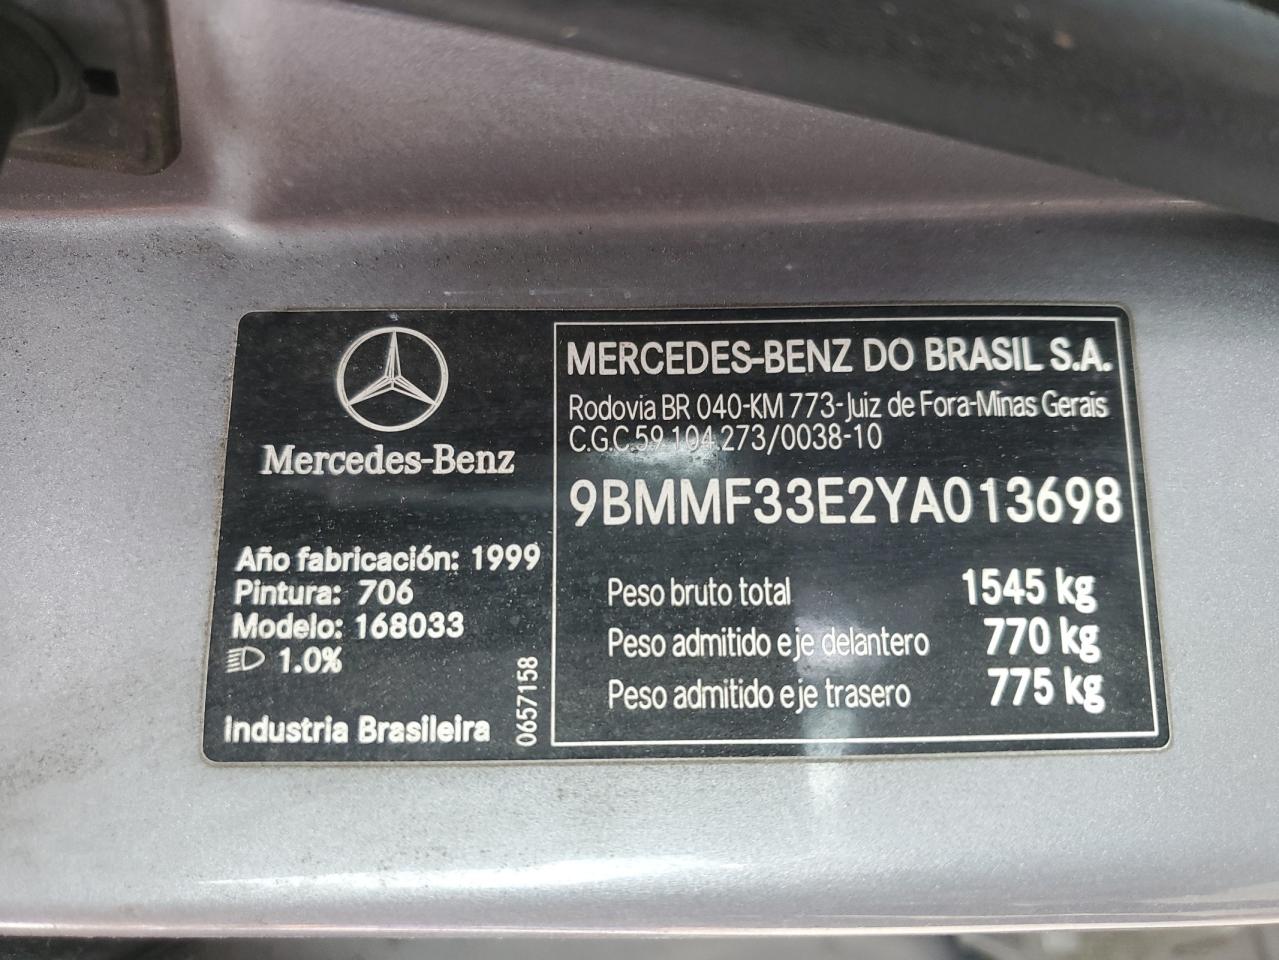 Mercedes-Benz
Año fabricación: 1999
Pintura: 706
Modelo: 168033
1.0%
Industria Brasileira
0657158
MERCEDES-BENZ DO BRASIL S.A.
Rodovia BR 040-KM 773-Juiz de Fora-Minas Gerais
C.G.C.59.104.273/0038-10
9BMMF33E2YA013698
Peso bruto total 1545 kg
Peso admitido eje delantero 770 kg
Peso admitido eje trasero 775 kg